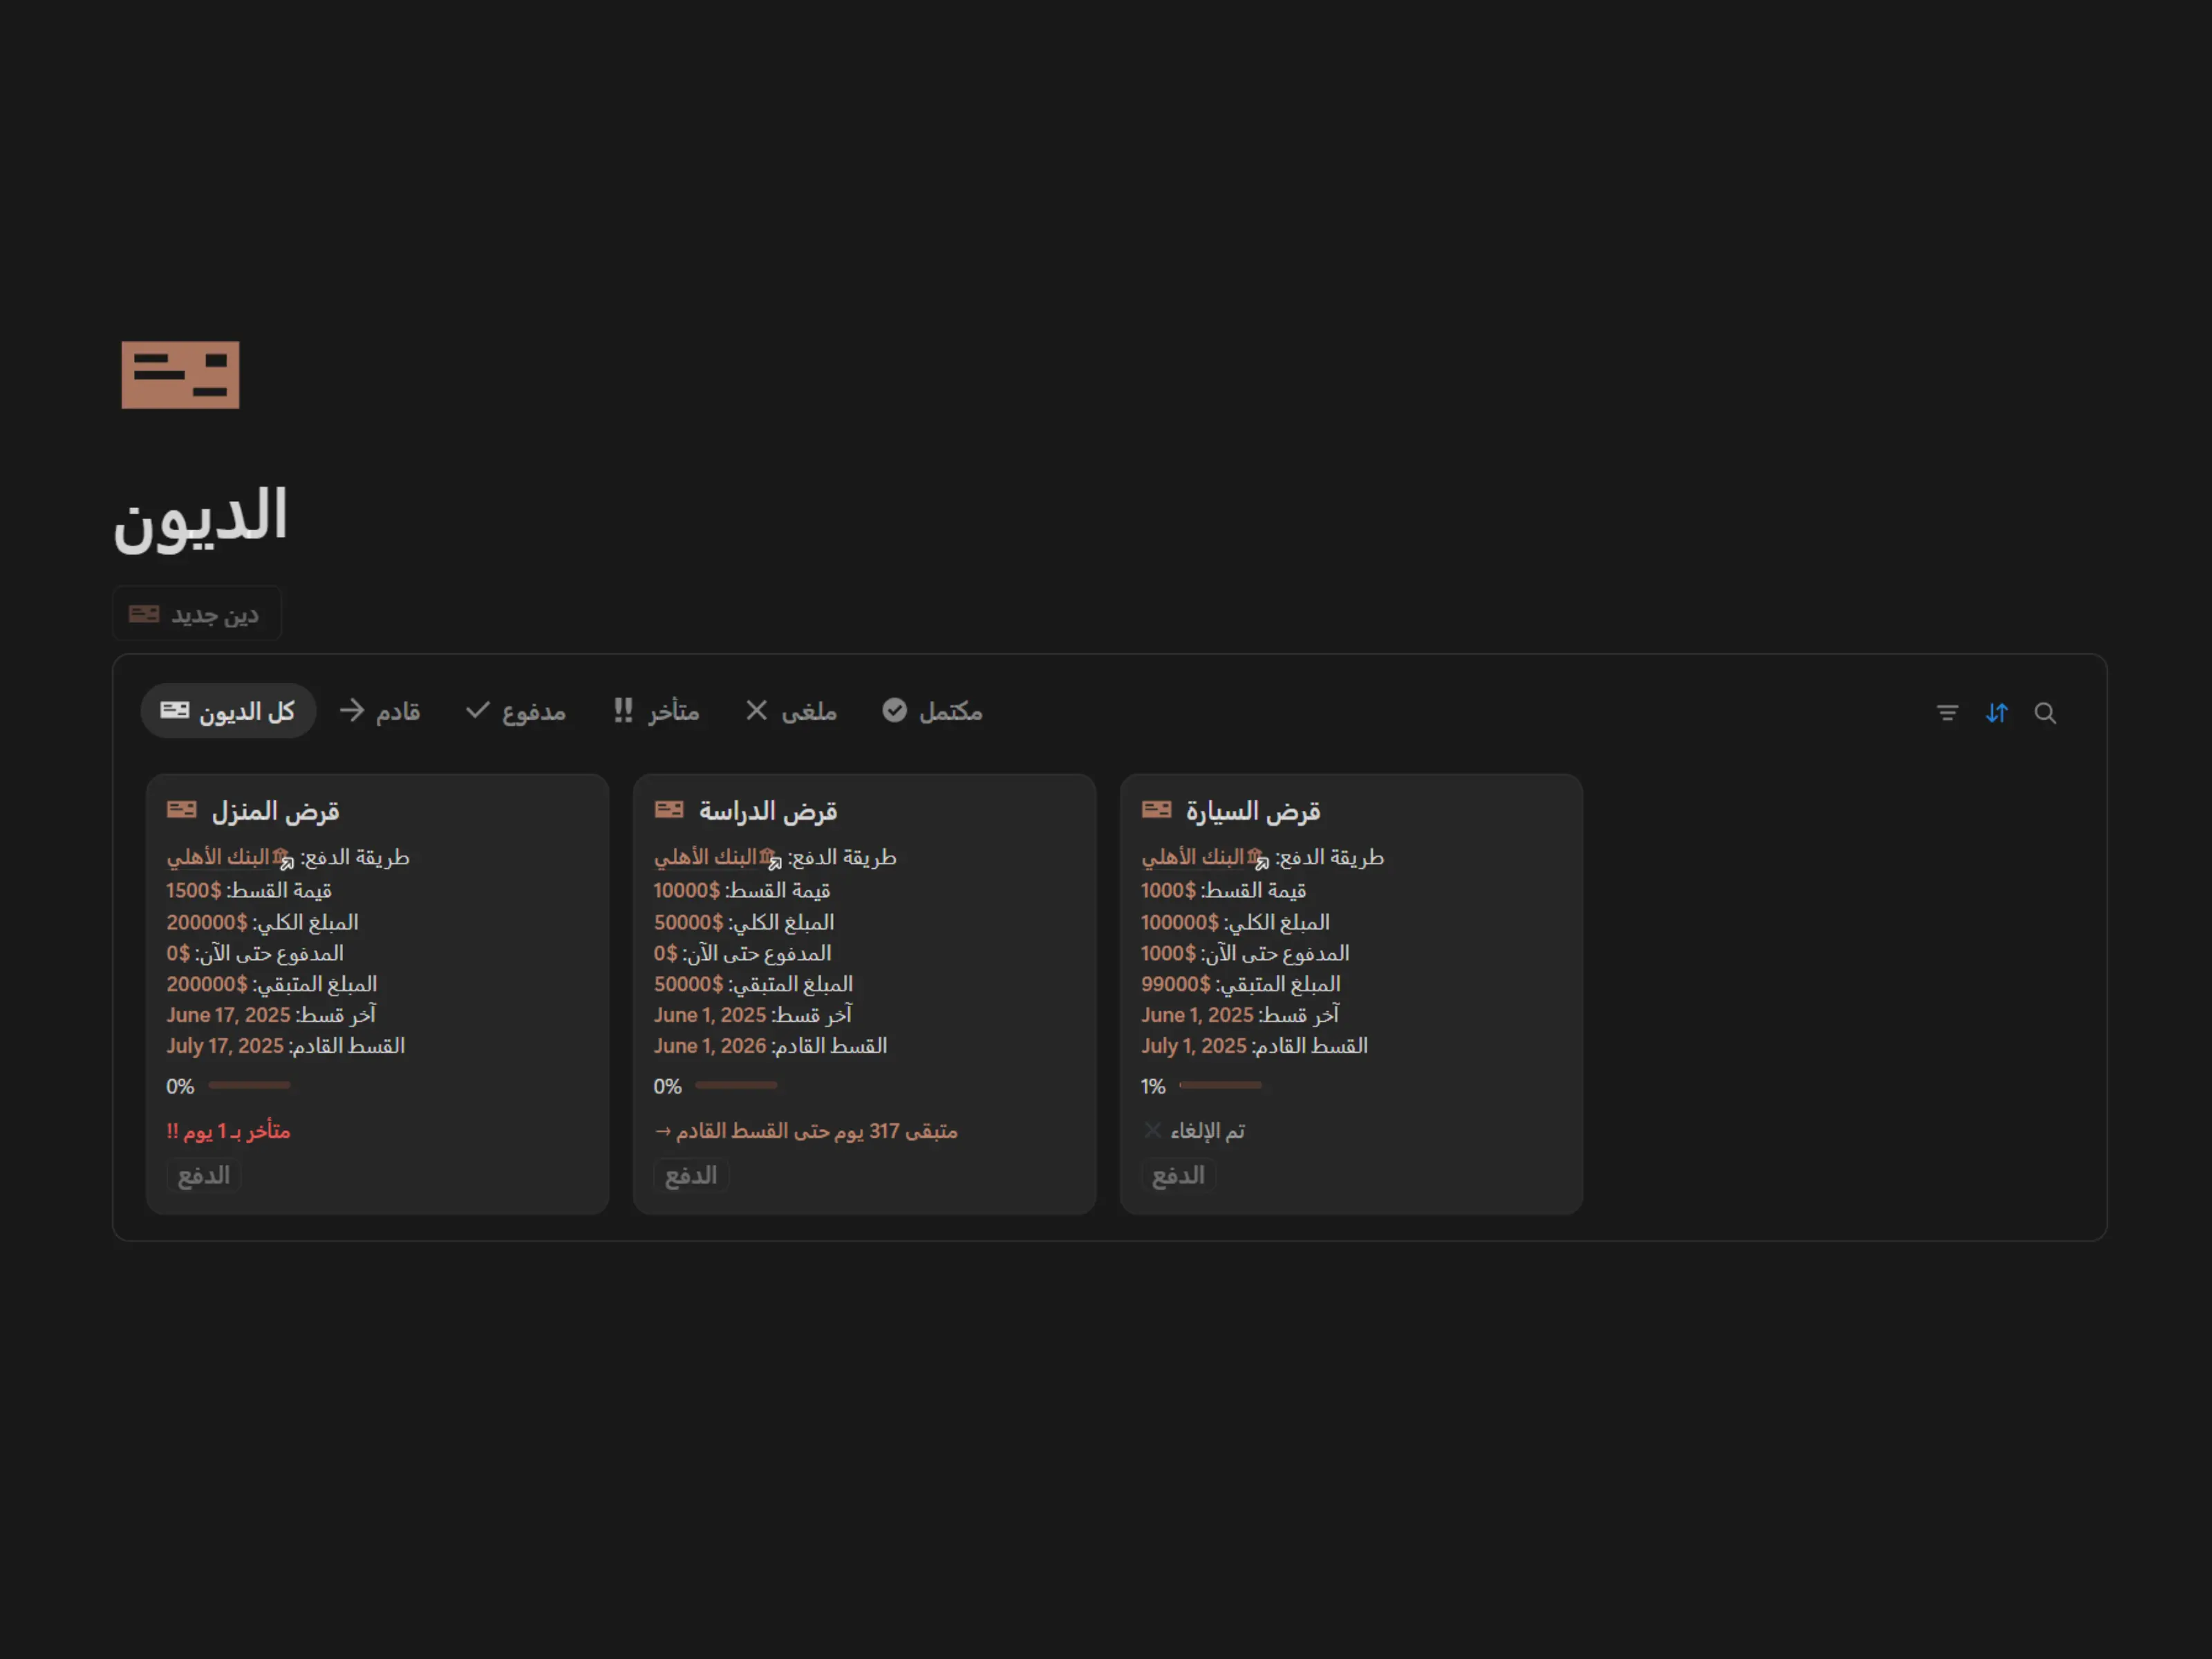 الديون
دين جديد
كل الديون
قادم
مدفوع
متأخر
ملغى
مكتمل
قرض المنزل
طريقة الدفع: البنك الأهلي
قيمة القسط: 1500$
المبلغ الكلي: 200000$
المدفوع حتى الآن: 0$
المبلغ المتبقي: 200000$
آخر قسط: June 17, 2025
القسط القادم: July 17, 2025
0%
متأخر بـ 1 يوم !!
الدفع
قرض الدراسة
طريقة الدفع: البنك الأهلي
قيمة القسط: 10000$
المبلغ الكلي: 50000$
المدفوع حتى الآن: 0$
المبلغ المتبقي: 50000$
آخر قسط: June 1, 2025
القسط القادم: June 1, 2026
0%
متبقى 317 يوم حتى القسط القادم →
الدفع
قرض السيارة
طريقة الدفع: البنك الأهلي
قيمة القسط: 1000$
المبلغ الكلي: 100000$
المدفوع حتى الآن: 1000$
المبلغ المتبقي: 99000$
آخر قسط: June 1, 2025
القسط القادم: July 1, 2025
1%
تم الإلغاء
الدفع